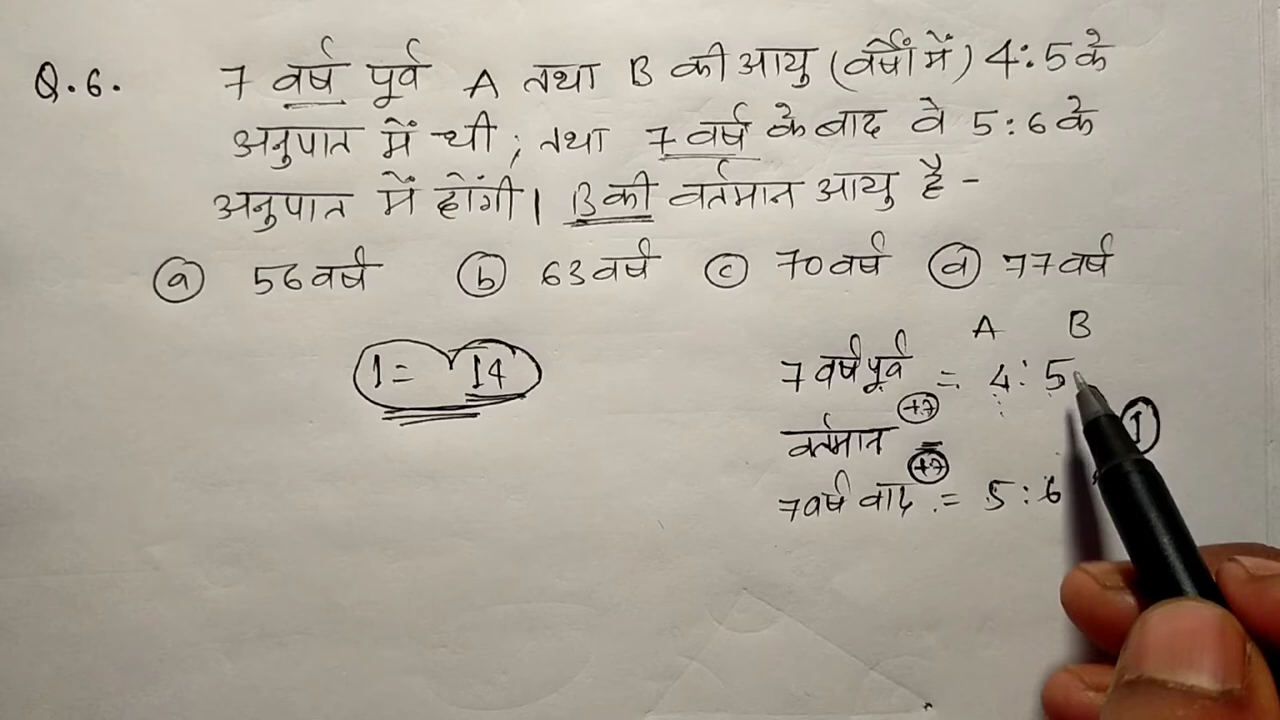 Q.6. 7 वर्ष पूर्व A तथा B की आयु (वर्षों में) 4:5 के
अनुपात में थी ; तथा 7 वर्ष के बाद वे 5:6 के
अनुपात में होंगी। B की वर्तमान आयु है -
ⓐ 56 वर्ष ⓑ 63 वर्ष ⓒ 70 वर्ष ⓓ 77 वर्ष
A B
7 वर्ष पूर्व = 4:5
1 = 14
+7
वर्तमान = 1
+7
7 वर्ष बाद = 5:6